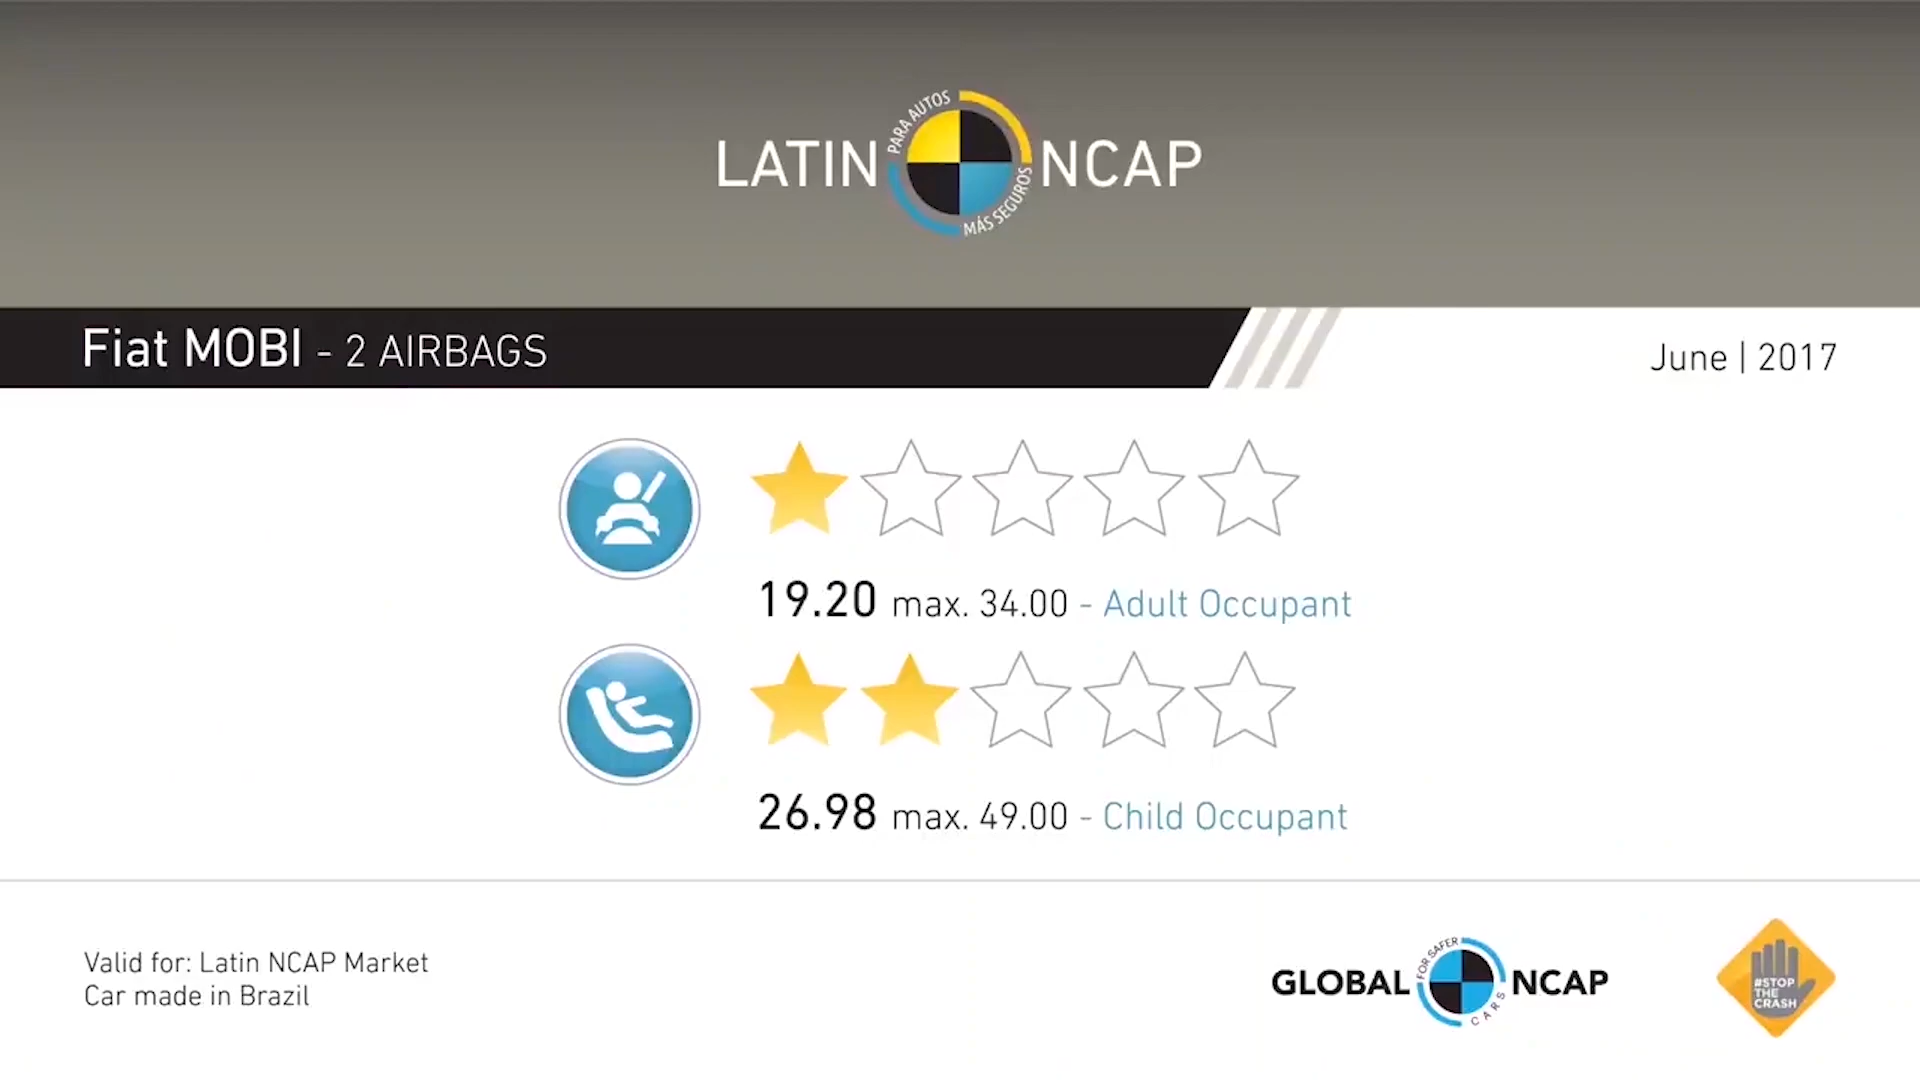 LATIN NCAP
PARA AUTOS
MÁS SEGUROS
Fiat MOBI - 2 AIRBAGS
June | 2017
19.20 max. 34.00 - Adult Occupant
26.98 max. 49.00 - Child Occupant
Valid for: Latin NCAP Market
Car made in Brazil
GLOBAL NCAP
FOR SAFER
CARS
#STOP
THE
CRASH